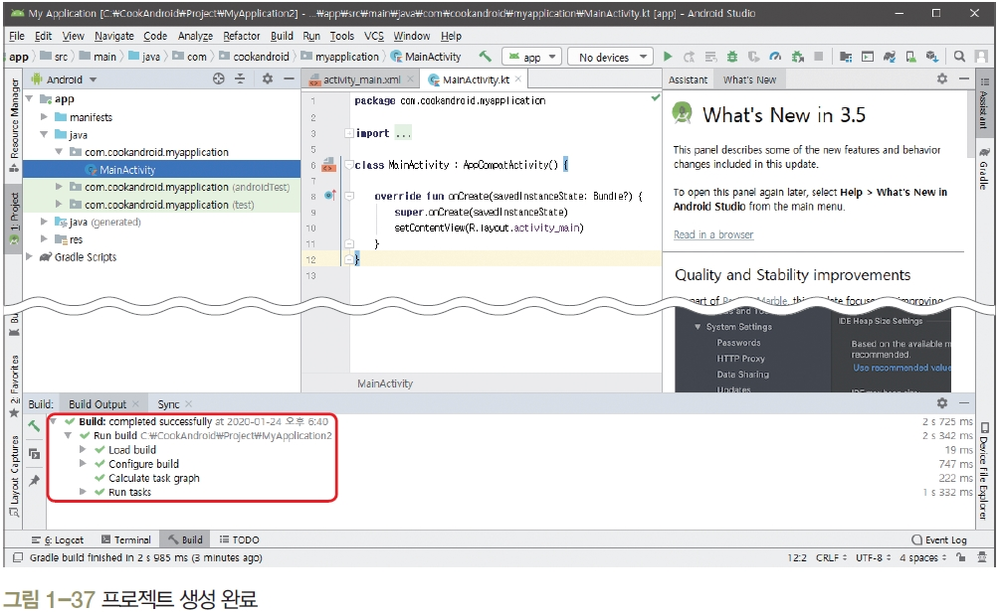 My Application [C:₩CookAndroid₩Project₩MyApplication2] - ...₩app₩src₩main₩java₩com₩cookandroid₩myapplication₩MainActivity.kt [app] - Android Studio
File Edit View Navigate Code Analyze Refactor Build Run Tools VCS Window Help
app src main java com cookandroid myapplication MainActivity app No devices
Android
activity_main.xml MainActivity.kt
Assistant What's New
Resource Manager
1: Project
app
manifests
java
com.cookandroid.myapplication
MainActivity
com.cookandroid.myapplication (androidTest)
com.cookandroid.myapplication (test)
java (generated)
res
Gradle Scripts
1 package com.cookandroid.myapplication
2
3 import ...
5
6 class MainActivity : AppCompatActivity() {
7
8 override fun onCreate(savedInstanceState: Bundle?) {
9 super.onCreate(savedInstanceState)
10 setContentView(R.layout.activity_main)
11 }
12 }
13
What's New in 3.5
This panel describes some of the new features and behavior
changes included in this update.
To open this panel again later, select Help > What's New in
Android Studio from the main menu.
Read in a browser
Quality and Stability improvements
Assistant
Gradle
System Settings
Passwords
HTTP Proxy
Data Sharing
Updates
IDE Heap Size Settings
Based on the available m
recommended.
Use recommended value
MainActivity
2: Favorites
Layout Captures
Device File Explorer
Build: Build Output Sync
Build: completed successfully at 2020-01-24 오후 6:40 2 s 725 ms
Run build C:₩CookAndroid₩Project₩MyApplication2 2 s 342 ms
Load build 19 ms
Configure build 747 ms
Calculate task graph 222 ms
Run tasks 1 s 332 ms
6: Logcat Terminal Build TODO Event Log
Gradle build finished in 2 s 985 ms (3 minutes ago) 12:2 CRLF UTF-8 4 spaces
그림 1-37 프로젝트 생성 완료